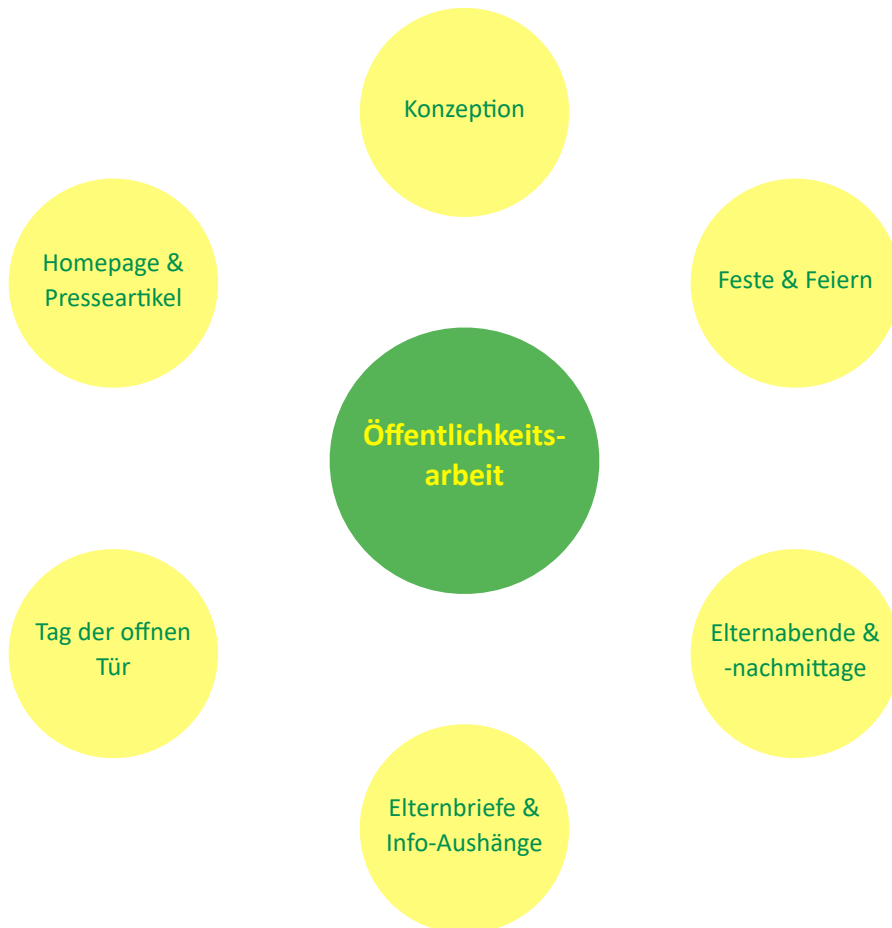 Konzeption
Homepage &
Presseartikel
Feste & Feiern
Öffentlichkeits-
arbeit
Tag der offnen
Tür
Elternabende &
-nachmittage
Elternbriefe &
Info-Aushänge